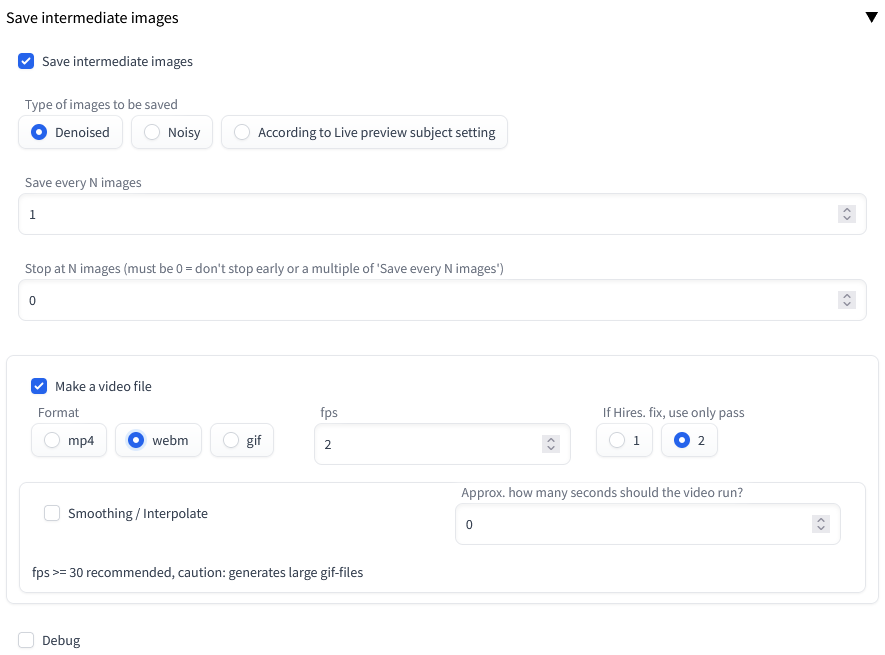 Save intermediate images
Save intermediate images
Type of images to be saved
Denoised Noisy According to Live preview subject setting
Save every N images
1
Stop at N images (must be 0 = don't stop early or a multiple of 'Save every N images')
0
Make a video file
Format fps If Hires. fix, use only pass
mp4 webm gif 2 1 2
Approx. how many seconds should the video run?
Smoothing / Interpolate 0
fps >= 30 recommended, caution: generates large gif-files
Debug